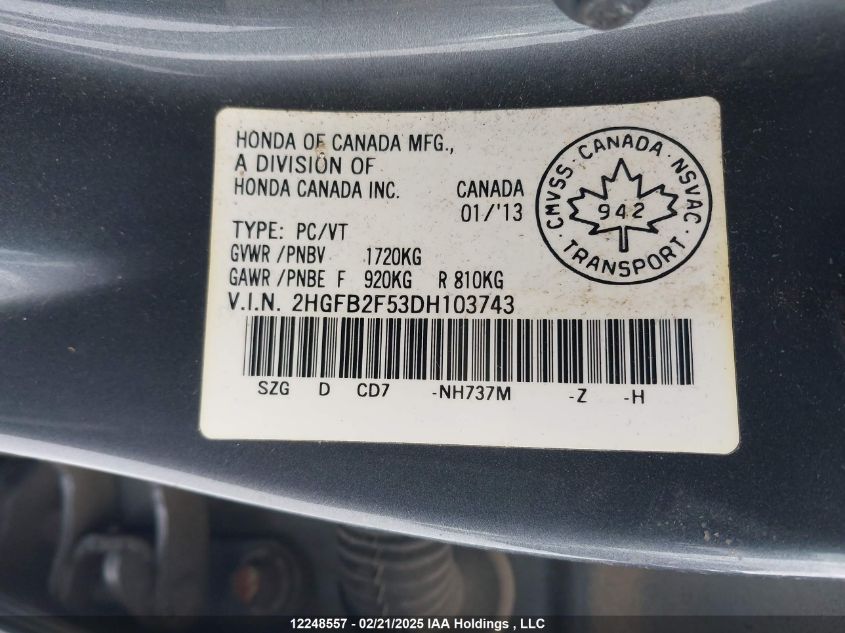 HONDA OF CANADA MFG.,
A DIVISION OF
HONDA CANADA INC. CANADA
01/'13
TYPE: PC/VT
GVWR/PNBV 1720KG
GAWR/PNBE F 920KG R 810KG
V.I.N. 2HGFB2F53DH103743
SZG D CD7 -NH737M -Z -H
CMVSS · CANADA · NSVAC
942
· TRANSPORT ·
12248557 - 02/21/2025 IAA Holdings , LLC